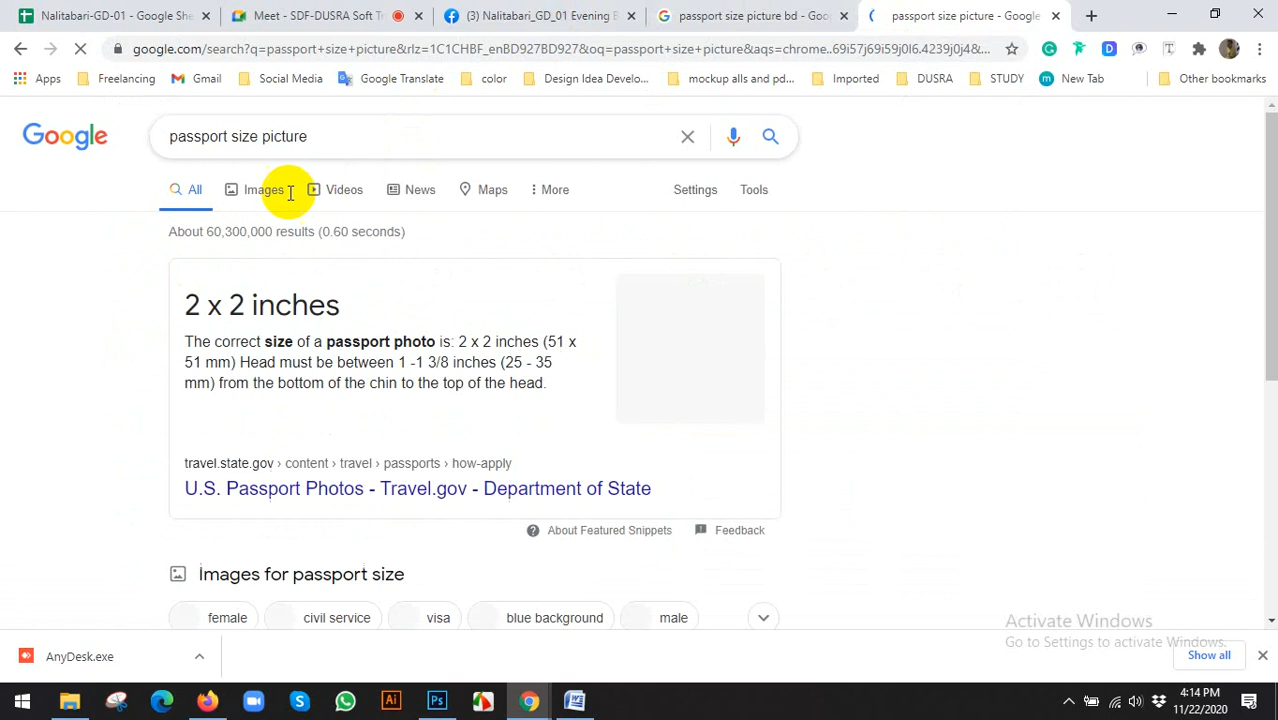 Nalitabari_GD-01 - Google She
Meet - SDF-DUSRA Soft Tr
(3) Nalitabari_GD_01 Evening B
passport size picture bd - Goo
passport size picture - Google
google.com/search?q=passport+size+picture&rlz=1C1CHBF_enBD927BD927&oq=passport+size+picture&aqs=chrome..69i57j69i59j0l6.4239j0j4&...
Apps
Freelancing
Gmail
Social Media
Google Translate
color
Design Idea Develo...
mockup alls and pd...
Imported
DUSRA
STUDY
New Tab
Other bookmarks
Google
passport size picture
All
Images
Videos
News
Maps
More
Settings
Tools
About 60,300,000 results (0.60 seconds)
2 x 2 inches
The correct size of a passport photo is: 2 x 2 inches (51 x
51 mm) Head must be between 1 -1 3/8 inches (25 - 35
mm) from the bottom of the chin to the top of the head.
travel.state.gov › content › travel › passports › how-apply
U.S. Passport Photos - Travel.gov - Department of State
About Featured Snippets
Feedback
Images for passport size
female
civil service
visa
blue background
male
Activate Windows
Go to Settings to activate Windows.
AnyDesk.exe
Show all
Ai
Ps
4:14 PM
11/22/2020